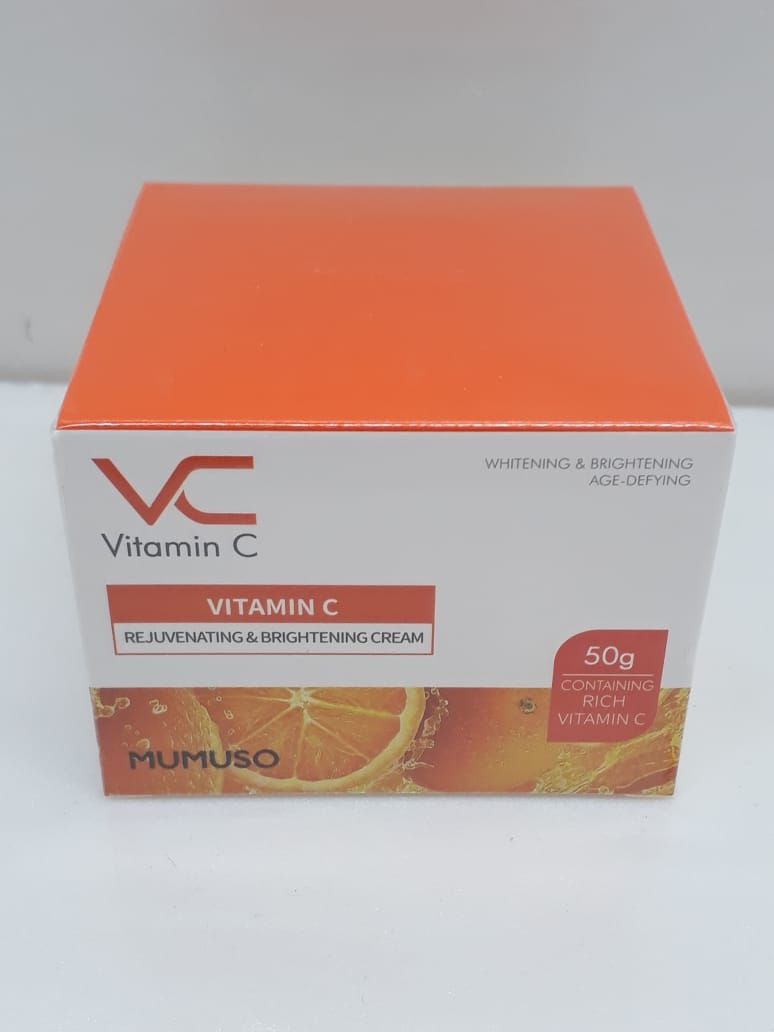 VC
Vitamin C
WHITENING & BRIGHTENING
AGE-DEFYING
VITAMIN C
REJUVENATING & BRIGHTENING CREAM
50g
CONTAINING
RICH
VITAMIN C
MUMUSO